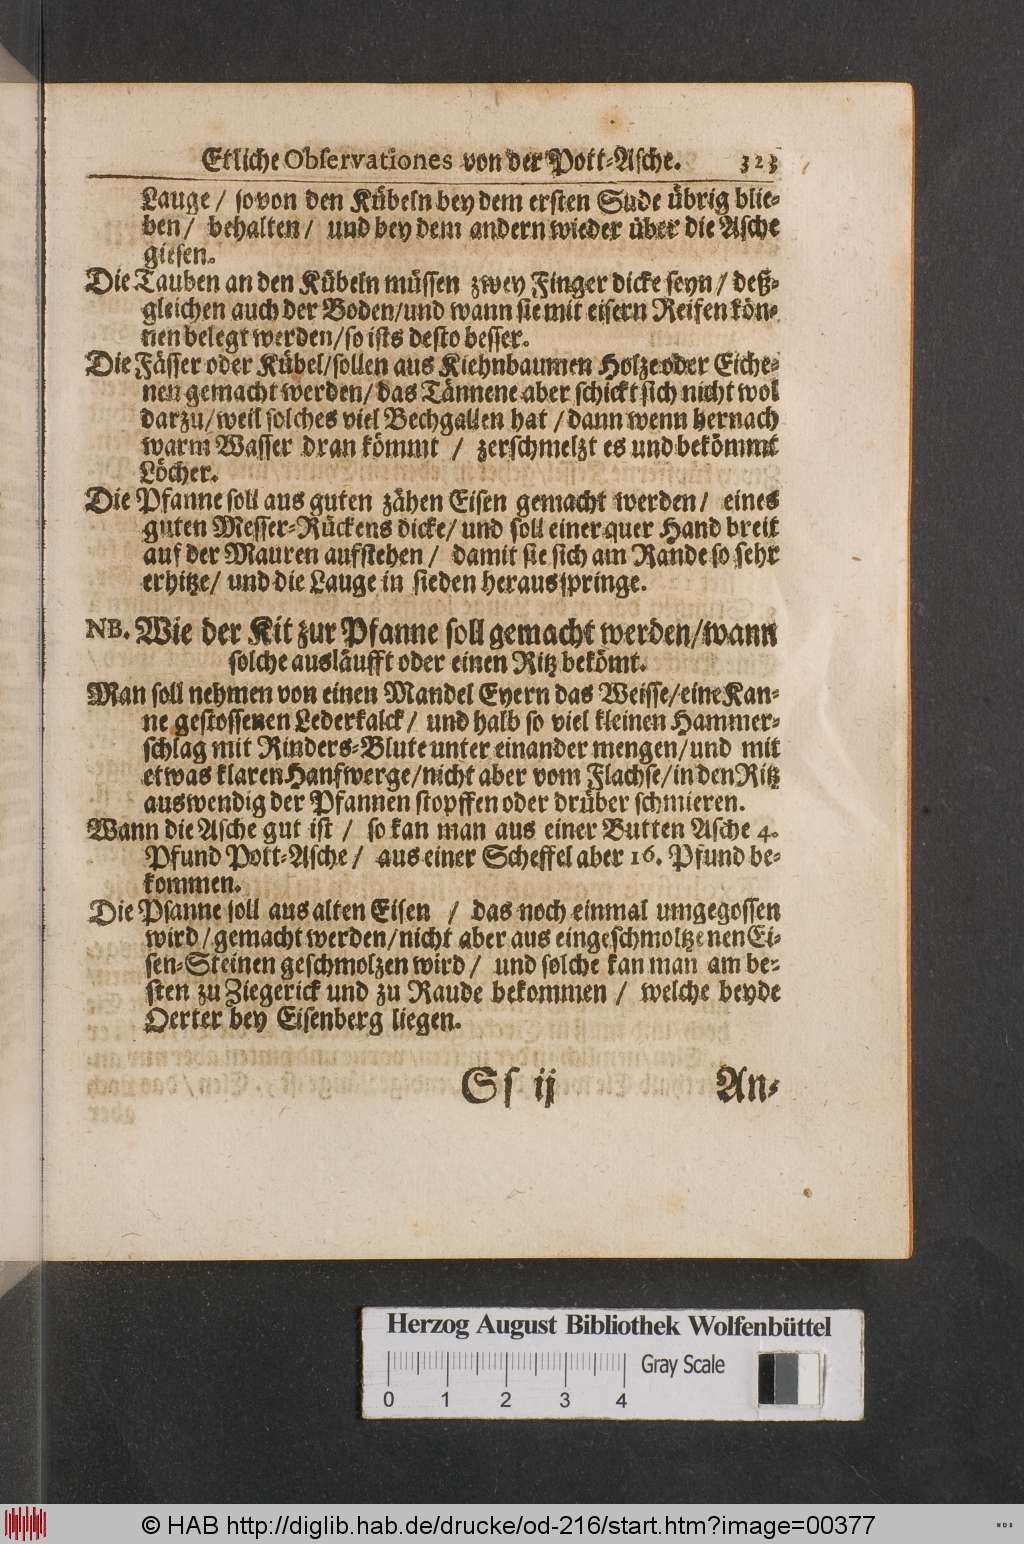 Etliche Observationes von der Pott-Asche. 323
Lauge / so von den Kübeln bey dem ersten Sude übrig blie-
ben / behalten / und bey dem andern wieder über die Asche
giesen.
Die Tauben an den Kübeln müssen zwey Finger dicke seyn / deß-
gleichen auch der Boden / und wann sie mit eisern Reifen kön-
nen belegt werden / so ists desto besser.
Die Fässer oder Kübel / sollen aus Kiehnbaumen Holze oder Eiche-
nen gemacht werden / das Tännene aber schickt sich nicht wol
darzu / weil solches viel Bechgallen hat / dann wenn hernach
warm Wasser dran kömmt / zerschmelzt es und bekömmt
Löcher.
Die Pfanne soll aus guten zähen Eisen gemacht werden / eines
guten Messer-Rückens dicke / und soll einer quer Hand breit
auf der Mauren aufstehen / damit sie sich am Rande so sehr
erhitze / und die Lauge in sieden herausspringe.
NB. Wie der Kit zur Pfanne soll gemacht werden / wann
solche ausläufft oder einen Ritz bekömt.
Man soll nehmen von einen Mandel Eyern das Weisse / eine Kan-
ne gestossenen Lederkalck / und halb so viel kleinen Hammer-
schlag mit Rinders-Blute unter einander mengen / und mit
etwas klaren Hanfwerge / nicht aber vom Flachse / in den Ritz
auswendig der Pfannen stopffen oder drüber schmieren.
Wann die Asche gut ist / so kan man aus einer Butten Asche 4.
Pfund Pott-Asche / aus einer Scheffel aber 16. Pfund be-
kommen.
Die Pfanne soll aus alten Eisen / das noch einmal umgegossen
wird / gemacht werden / nicht aber aus eingeschmoltzenen Ei-
sen-Steinen geschmolzen wird / und solche kan man am be-
sten zu Ziegerick und zu Raude bekommen / welche beyde
Oerter bey Eisenberg liegen.
Ss ij An-
Herzog August Bibliothek Wolfenbüttel
Gray Scale
0 1 2 3 4
© HAB http://diglib.hab.de/drucke/od-216/start.htm?image=00377